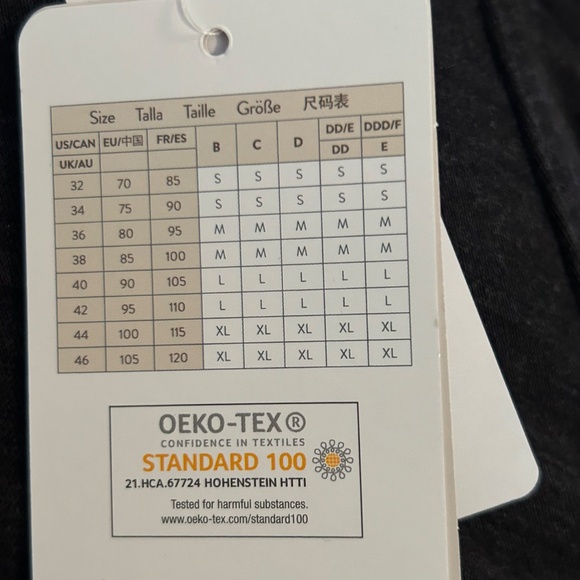 Size Talla Taille Größe 尺码表
US/CAN EU/中国 FR/ES B C D DD/E DDD/F
UK/AU DD E
32 70 85 S S S S S
34 75 90 S S S S S
36 80 95 M M M M M
38 85 100 M M M M M
40 90 105 L L L L L
42 95 110 L L L L L
44 100 115 XL XL XL XL XL
46 105 120 XL XL XL XL XL
OEKO-TEX®
CONFIDENCE IN TEXTILES
STANDARD 100
21.HCA.67724 HOHENSTEIN HTTI
Tested for harmful substances.
www.oeko-tex.com/standard100